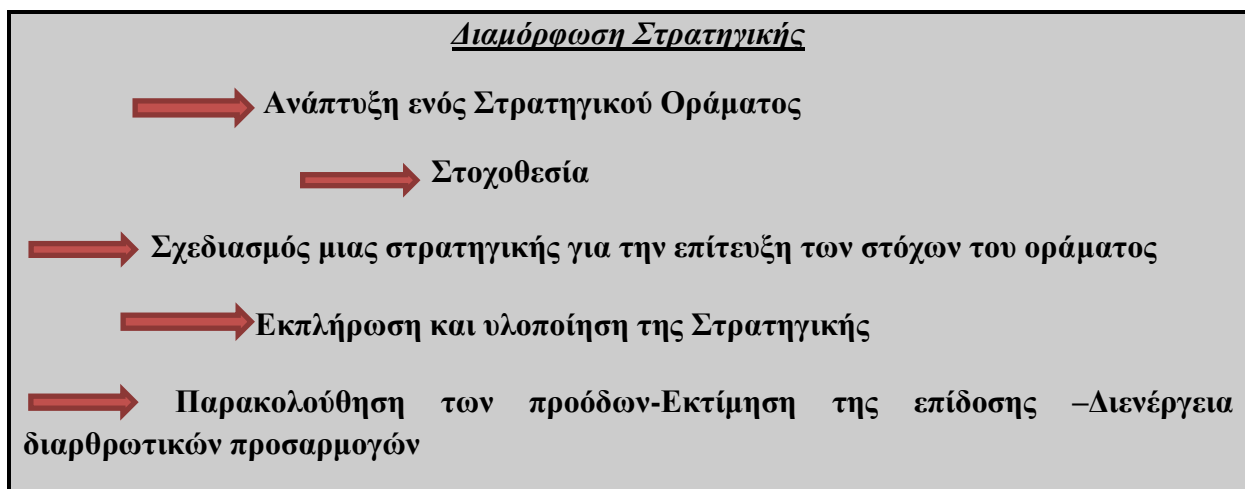 Διαμόρφωση Στρατηγικής
Ανάπτυξη ενός Στρατηγικού Οράματος
Στοχοθεσία
Σχεδιασμός μιας στρατηγικής για την επίτευξη των στόχων του οράματος
Εκπλήρωση και υλοποίηση της Στρατηγικής
Παρακολούθηση των προόδων-Εκτίμηση της επίδοσης –Διενέργεια
διαρθρωτικών προσαρμογών